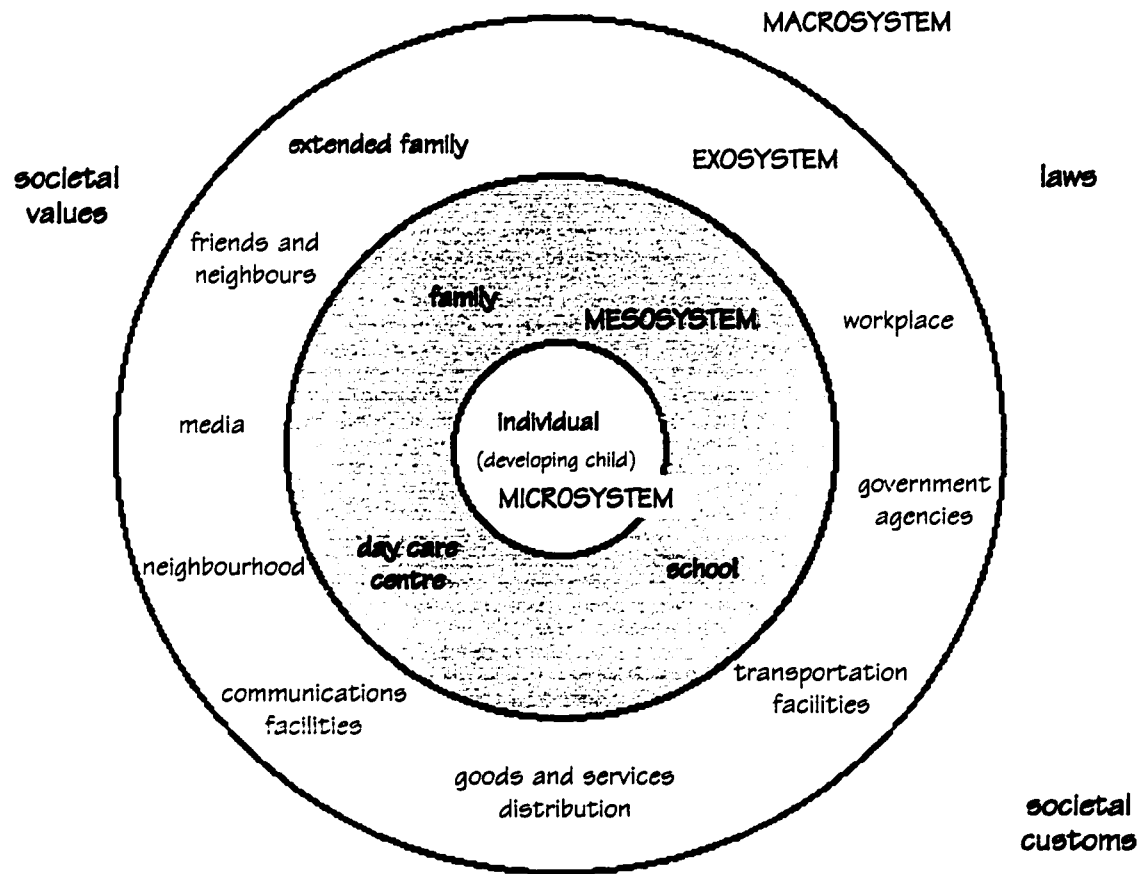 MACROSYSTEM
extended family
EXOSYSTEM
societal
values
laws
friends and
neighbours
family
MESOSYSTEM
workplace
media
individual
(developing child)
MICROSYSTEM
government
agencies
day care
centre
neighbourhood
school
communications
facilities
transportation
facilities
goods and services
distribution
societal
customs